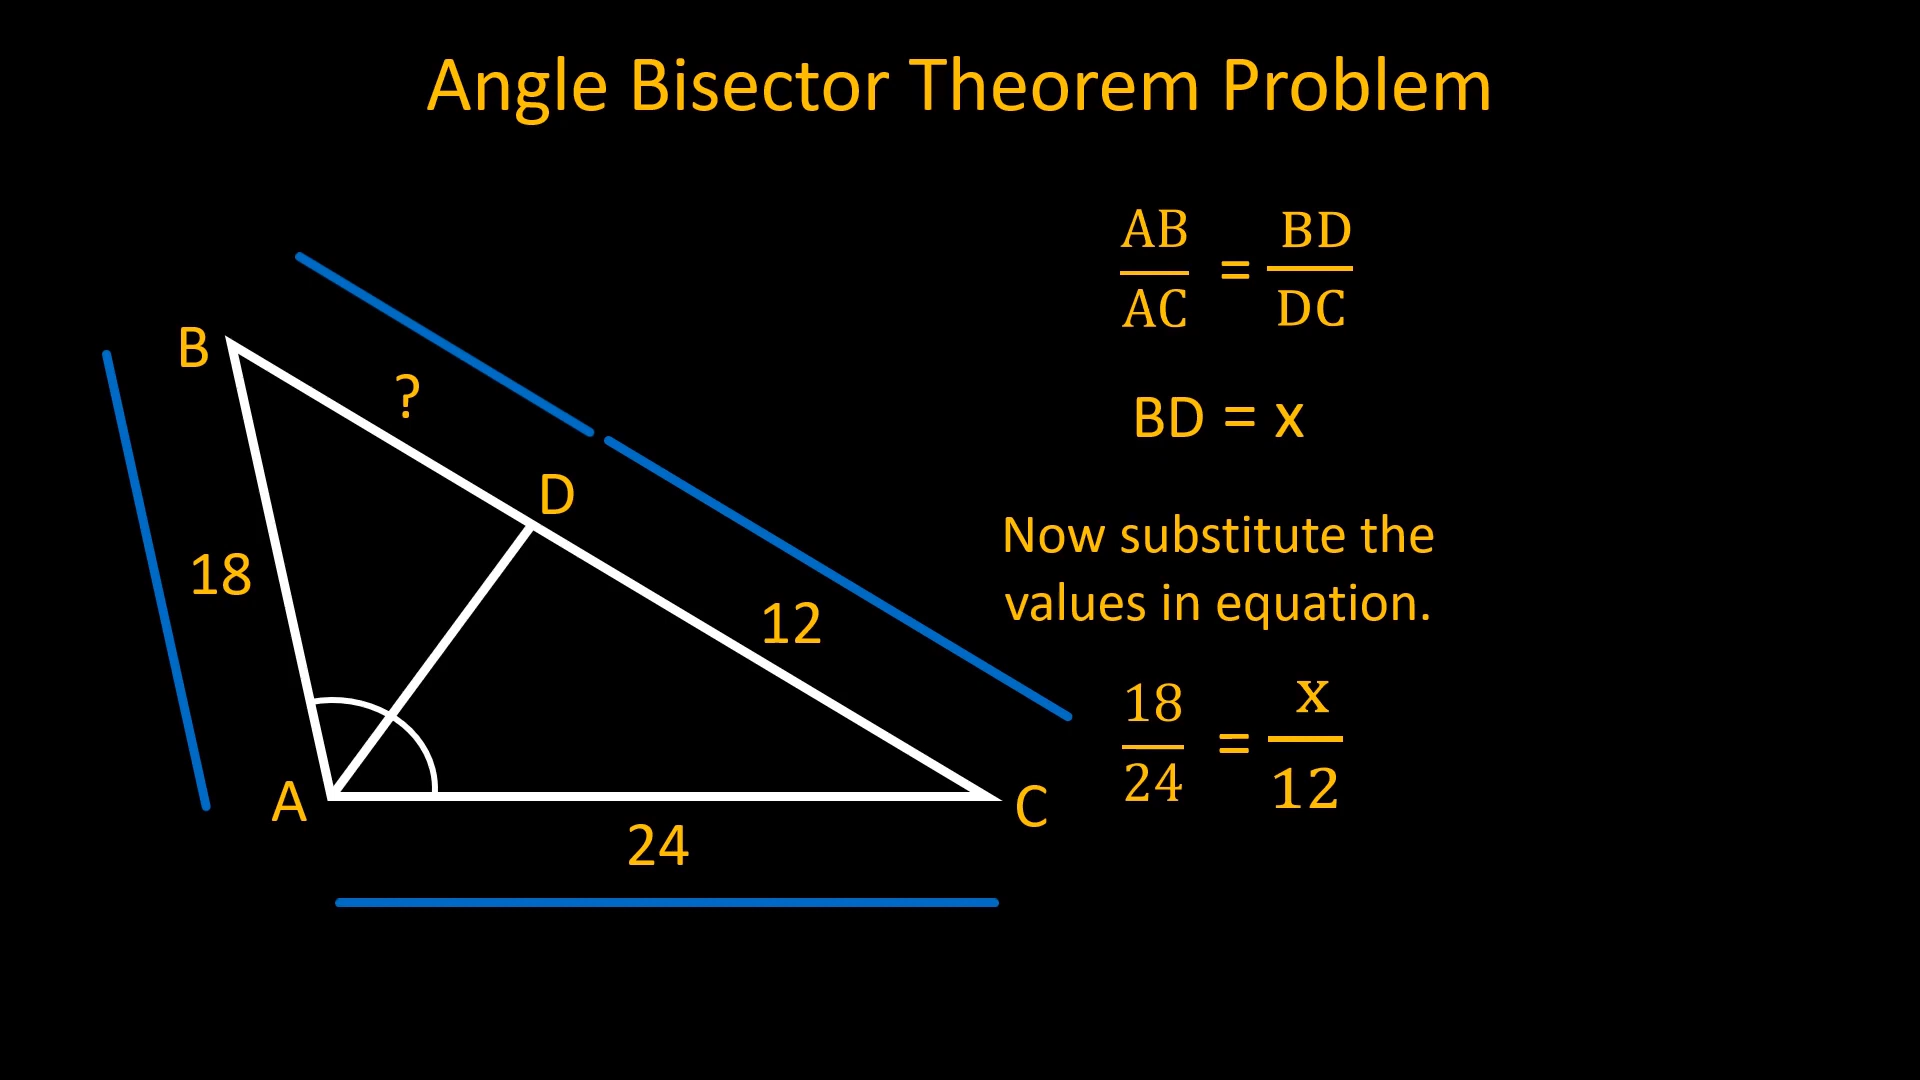 Angle Bisector Theorem Problem
AB
AC
=
BD
DC
BD = x
Now substitute the
values in equation.
18
24
=
x
12
B
?
D
18
12
A
C
24